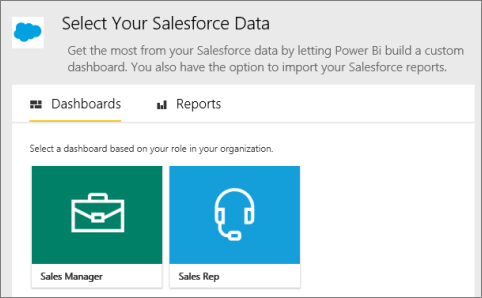 Select Your Salesforce Data
Get the most from your Salesforce data by letting Power Bi build a custom
dashboard. You also have the option to import your Salesforce reports.
Dashboards
Reports
Select a dashboard based on your role in your organization.
Sales Manager
Sales Rep